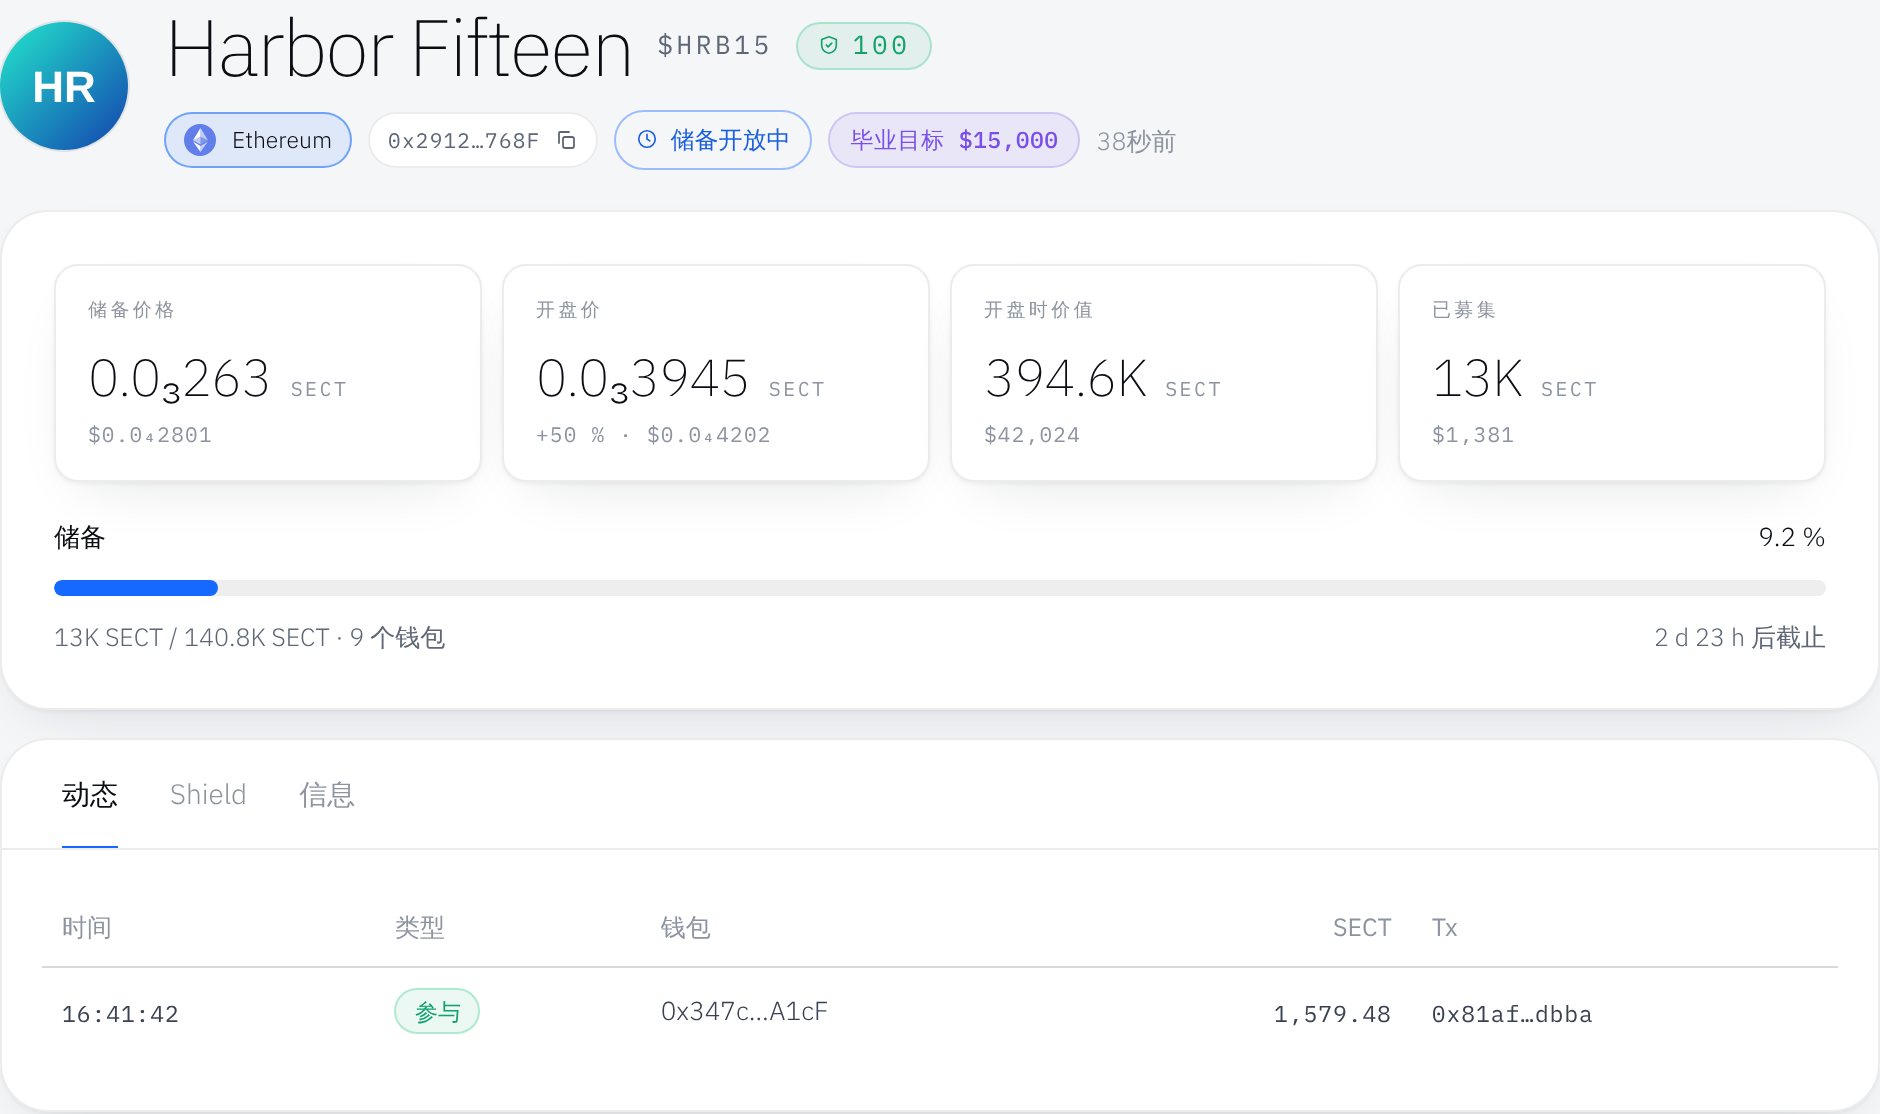 HR
Harbor Fifteen $HRB15 100
Ethereum 0x2912…768F 储备开放中 毕业目标 $15,000 38秒前
储备价格 开盘价 开盘时价值 已募集
0.0₃263 SECT 0.0₃3945 SECT 394.6K SECT 13K SECT
$0.0₄2801 +50 % · $0.0₄4202 $42,024 $1,381
储备 9.2 %
13K SECT / 140.8K SECT · 9 个钱包 2 d 23 h 后截止
动态 Shield 信息
时间 类型 钱包 SECT Tx
16:41:42 参与 0x347c…A1cF 1,579.48 0x81af…dbba